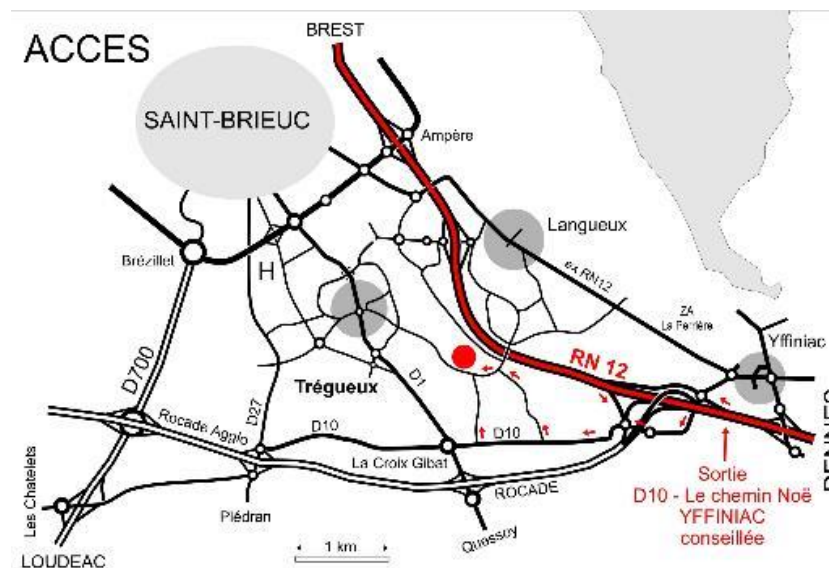 ACCES
BREST
SAINT-BRIEUC
Ampère
Langueux
Brézillet
H
ex RN12
ZA
La Ferrière
Yffiniac
RN 12
D700
Trégueux
D1
D27
Rocade Agglo
D10
D10
La Croix Gibat
ROCADE
Les Chatelets
Plédran
Quessoy
LOUDEAC
1 km
Sortie
D10 - Le chemin Noë
YFFINIAC
conseillée